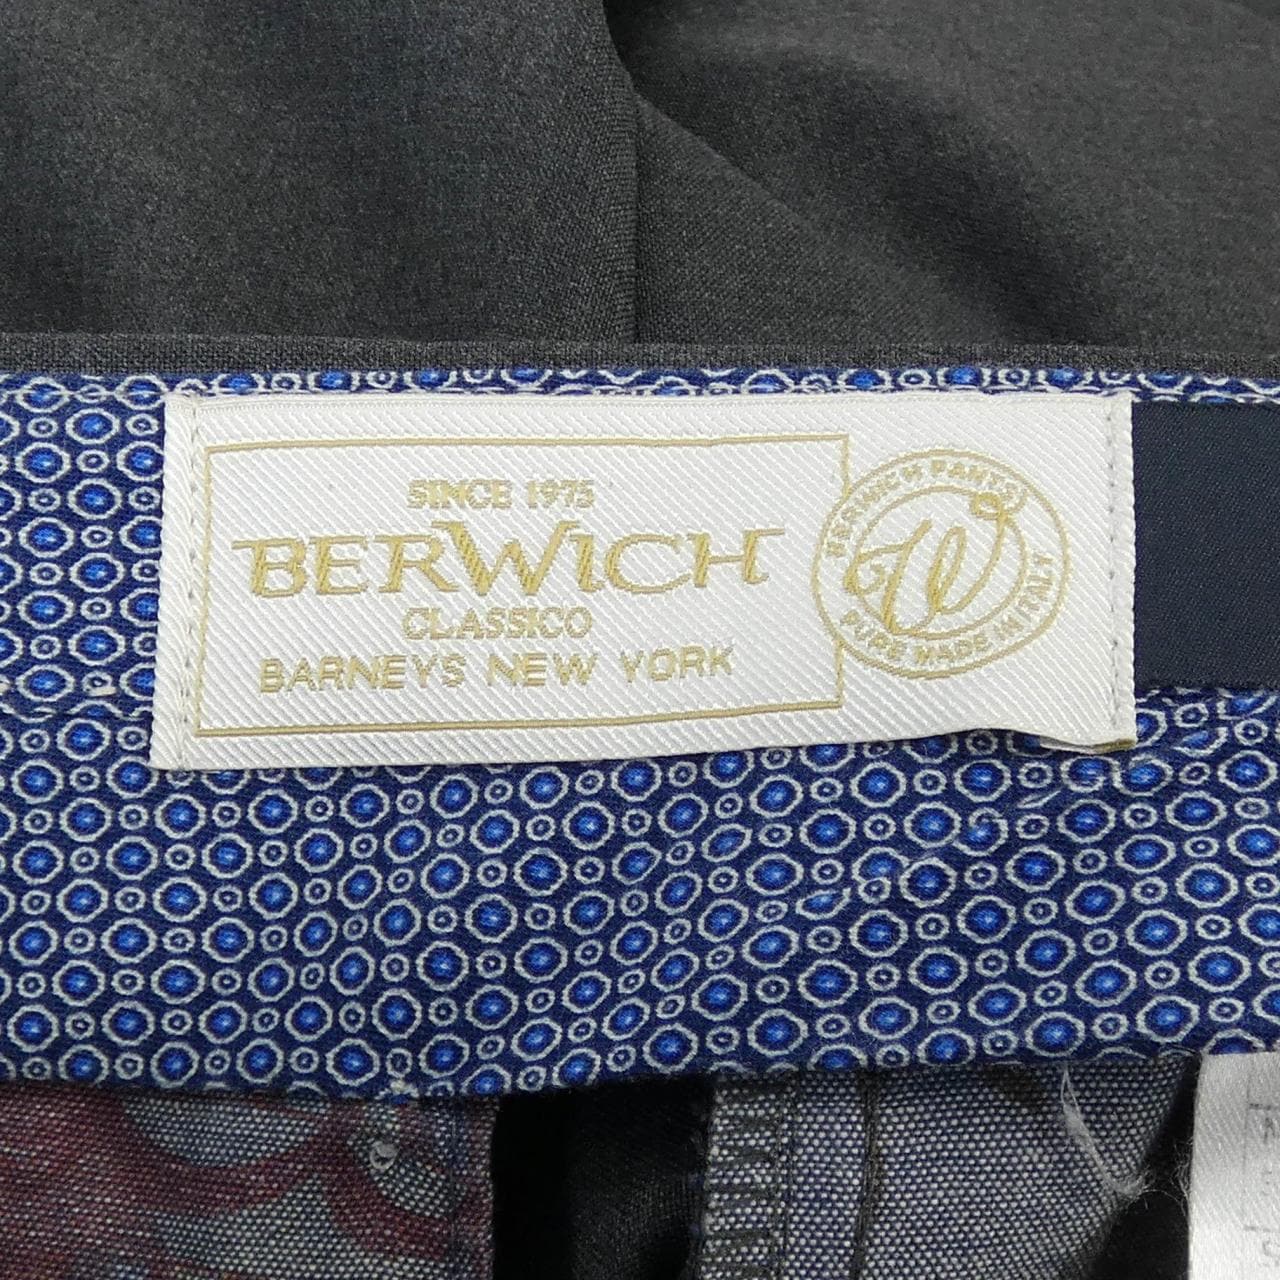 SINCE 1975
BERWICH
CLASSICO
BARNEYS NEW YORK
BERWICH PANTS
W
PURE MADE IN ITALY